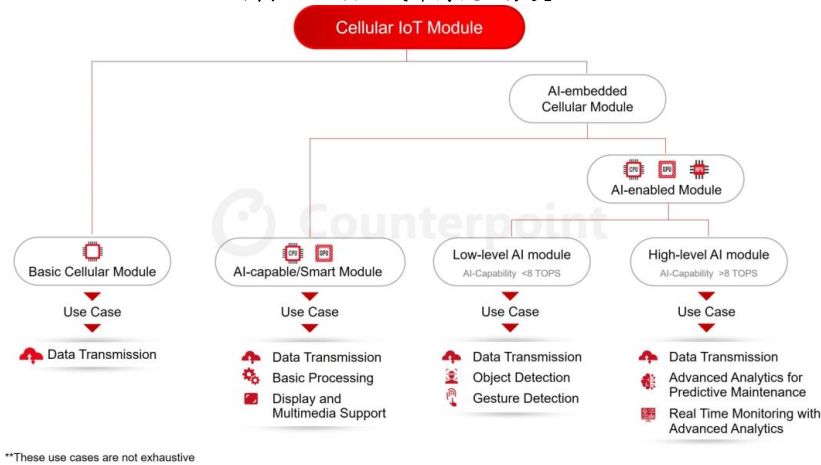 Cellular IoT Module
AI-embedded
Cellular Module
CPU
GPU
AI-enabled Module
Counterpoint
Basic Cellular Module
CPU
GPU
AI-capable/Smart Module
Low-level AI module
AI-Capability <8 TOPS
High-level AI module
AI-Capability >8 TOPS
Use Case
Use Case
Use Case
Use Case
Data Transmission
Data Transmission
Basic Processing
Display and
Multimedia Support
Data Transmission
Object Detection
Gesture Detection
Data Transmission
Advanced Analytics for
Predictive Maintenance
Real Time Monitoring with
Advanced Analytics
**These use cases are not exhaustive